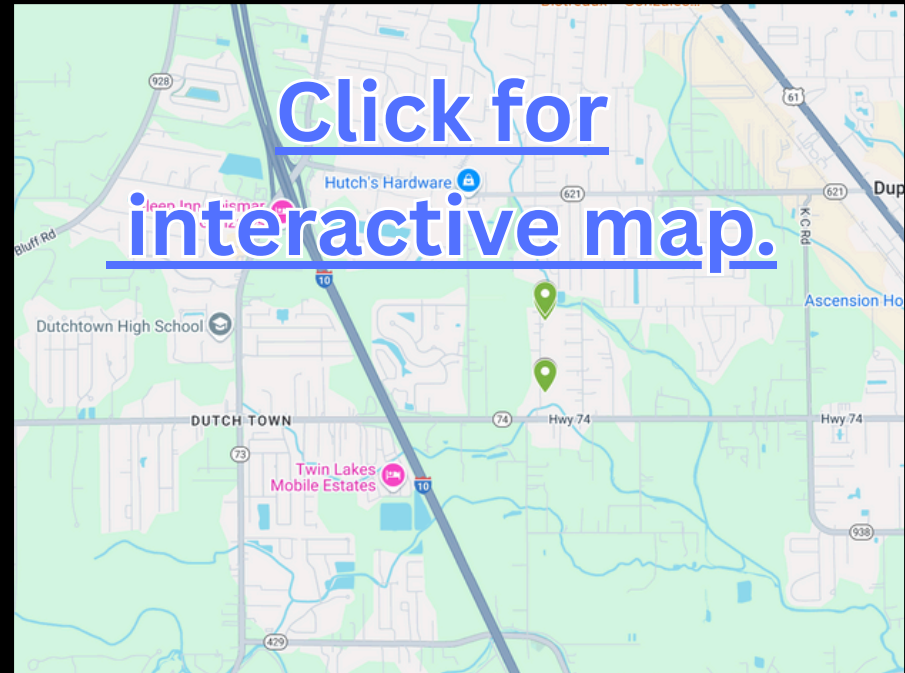 928
61
Click for
Hutch's Hardware
621
621
interactive map.
K C Rd
Bluff Rd
10
Ascension Ho
Dutchtown High School
DUTCH TOWN
74
Hwy 74
Hwy 74
73
Twin Lakes
Mobile Estates
10
938
429